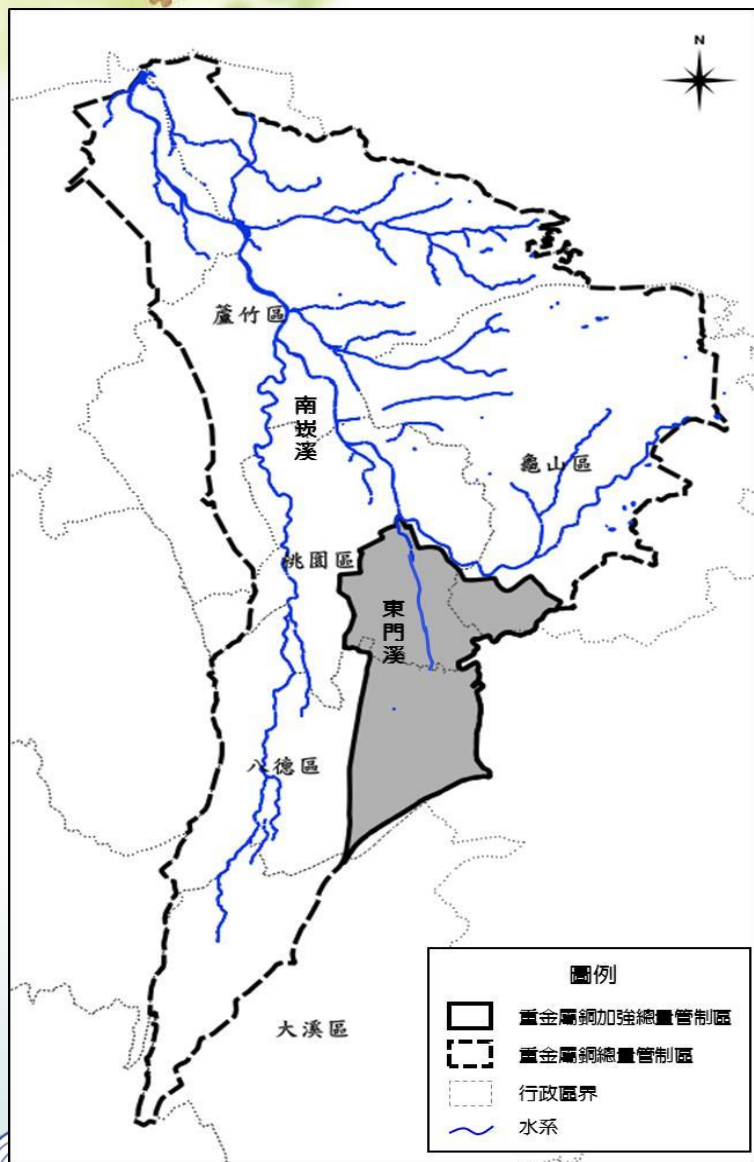 N
蘆竹區
南崁溪
龜山區
桃園區
東門溪
八德區
大溪區
圖例
重金屬銅加強總量管制區
重金屬銅總量管制區
行政區界
水系